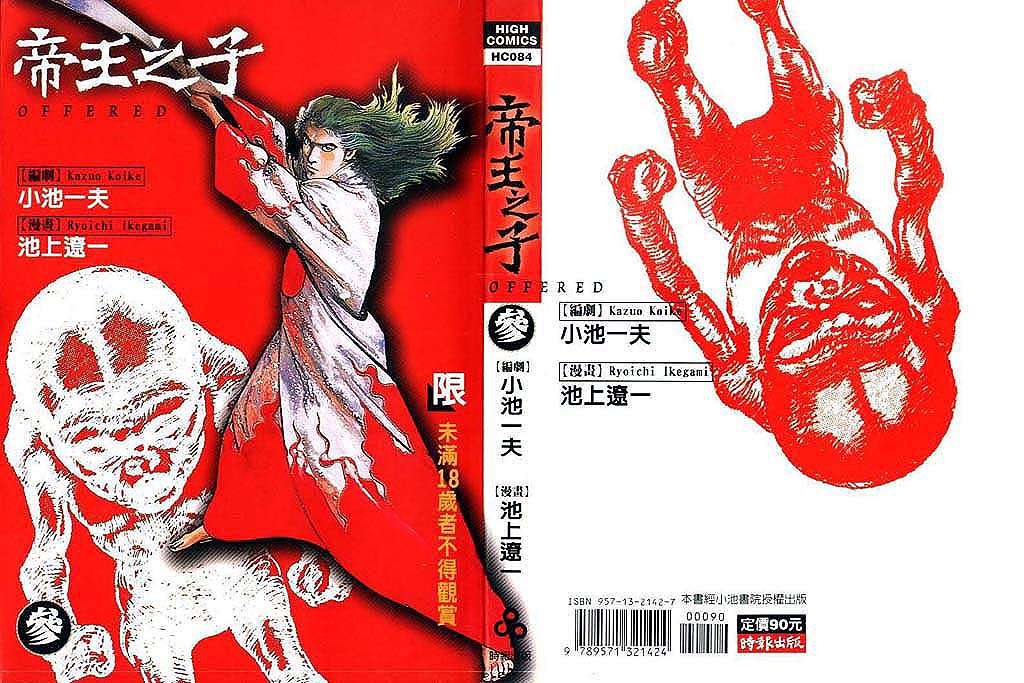 帝王之子
OFFERED
【編劇】Kazuo Koike
小池一夫
【漫畫】Ryoichi Ikegami
池上遼一
限
未滿18歲者不得觀賞
參
HIGH
COMICS
HC084
帝王之子
OFFERED
參
【編劇】
小池一夫
【漫畫】
池上遼一
時報出版
【編劇】Kazuo Koike
小池一夫
【漫畫】Ryoichi Ikegami
池上遼一
ISBN 957-13-2142-7 本書經小池書院授權出版
00090
9 789571 321424
定價90元
時報出版